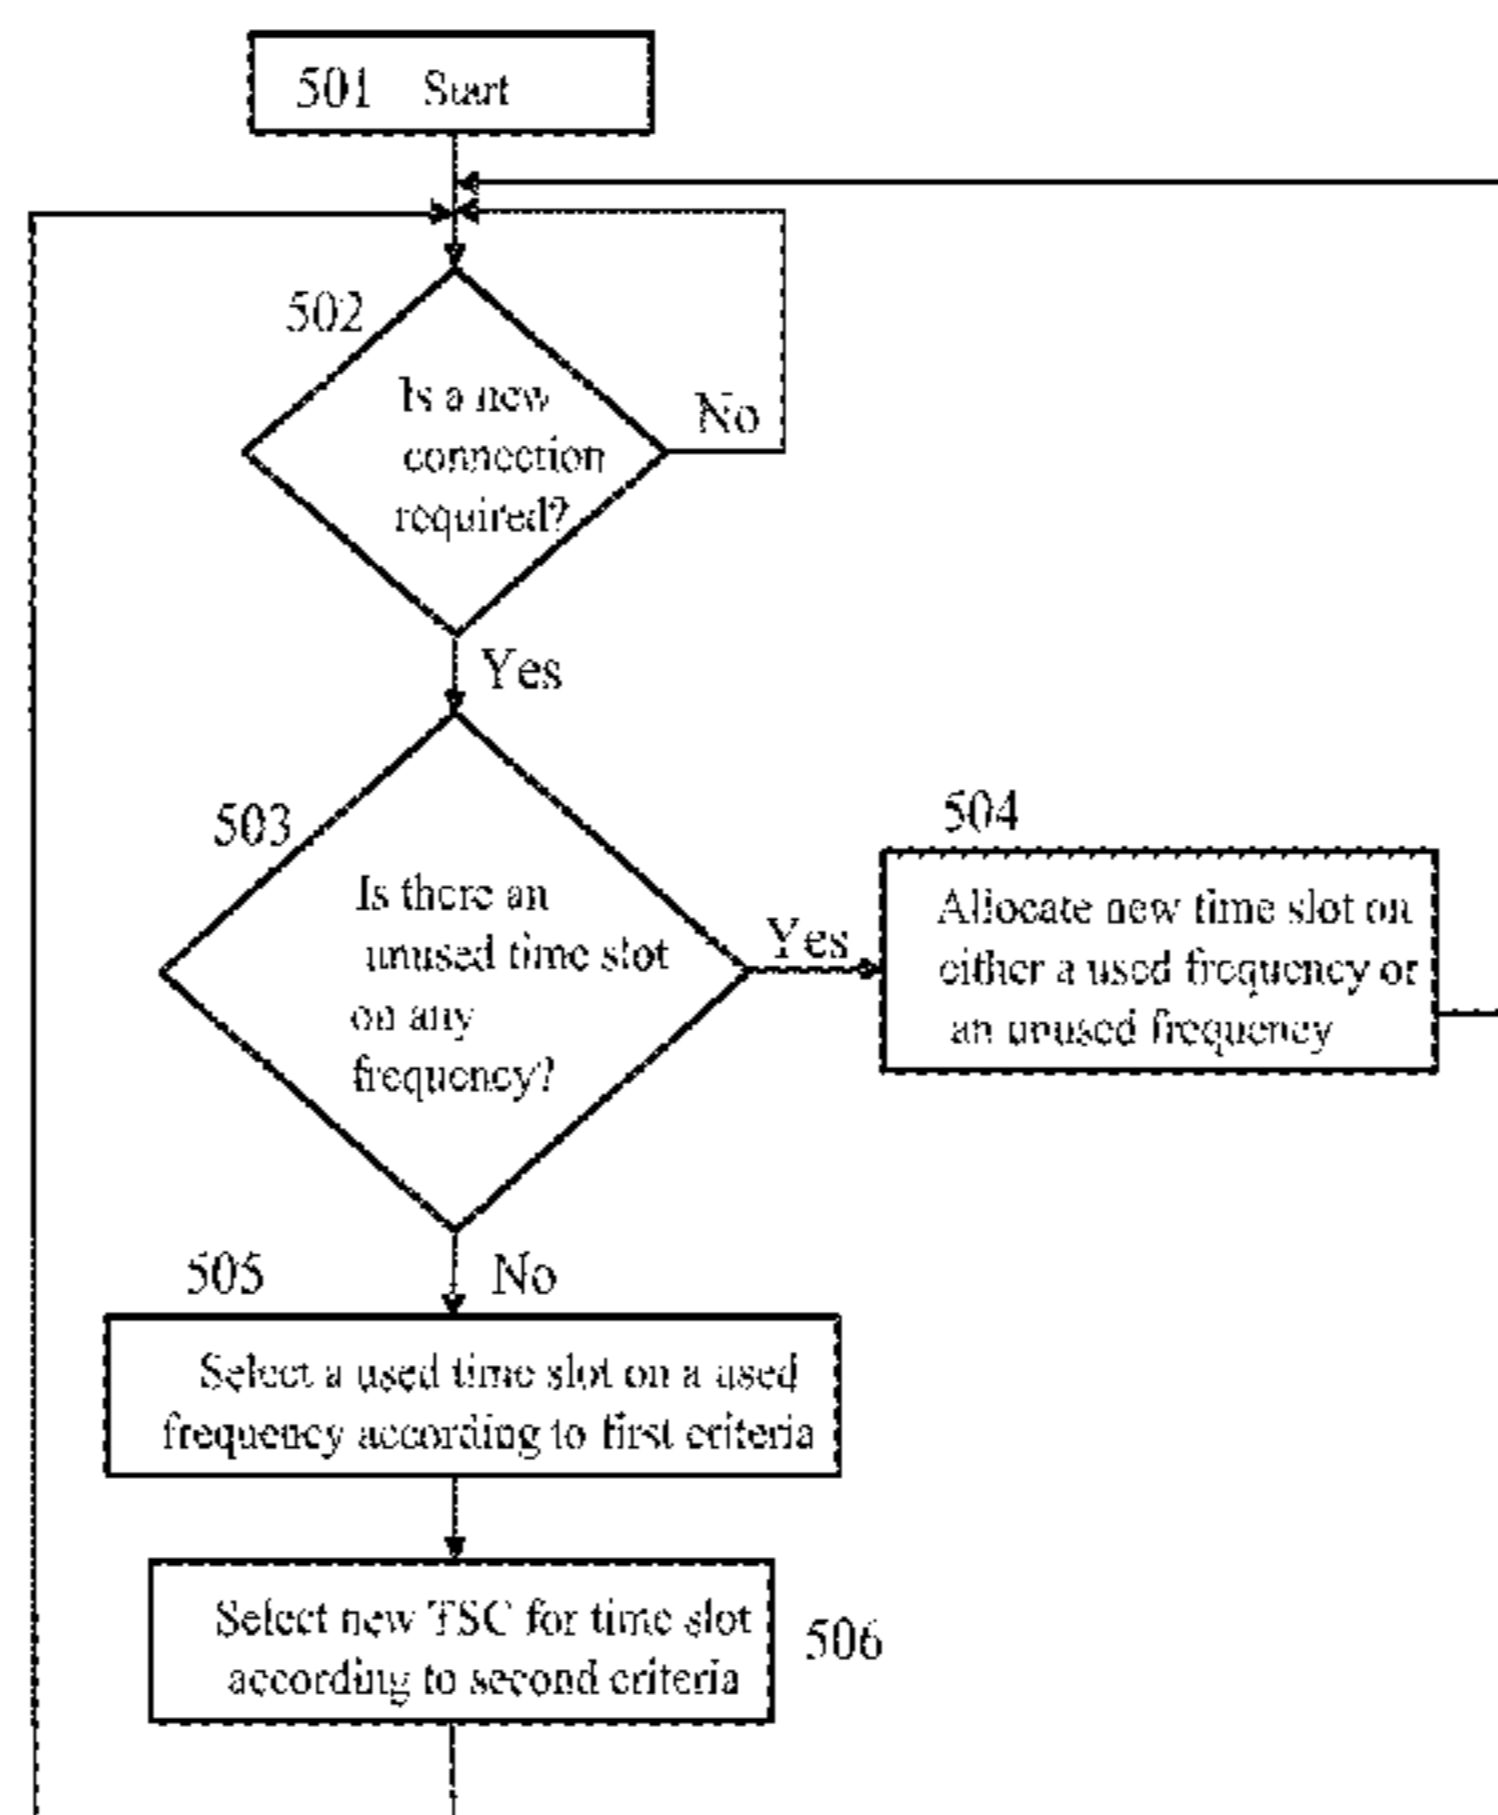 501 Start
502
Is a new
connection
required?
No
Yes
503
Is there an
unused time slot
on any
frequency?
Yes
504
Allocate new time slot on
either a used frequency or
an unused frequency
505
No
Select a used time slot on a used
frequency according to first criteria
Select new TSC for time slot
according to second criteria
506